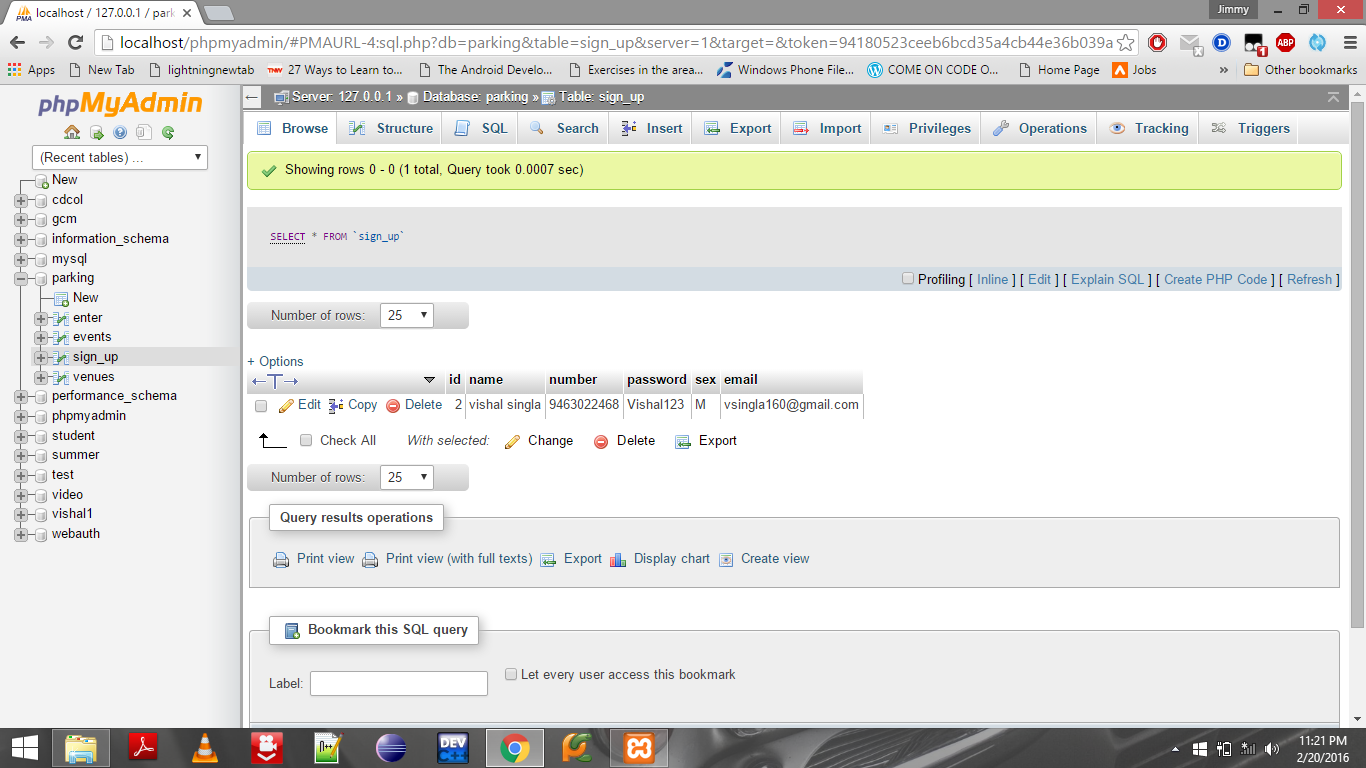 localhost / 127.0.0.1 / park
Jimmy
localhost/phpmyadmin/#PMAURL-4:sql.php?db=parking&table=sign_up&server=1&target=&token=94180523ceeb6bcd35a4cb44e36b039a
Apps New Tab lightningnewtab 27 Ways to Learn to... The Android Develo... Exercises in the area... Windows Phone File... COME ON CODE O... Home Page Jobs » Other bookmarks
phpMyAdmin
(Recent tables) ...
New
cdcol
gcm
information_schema
mysql
parking
New
enter
events
sign_up
venues
performance_schema
phpmyadmin
student
summer
test
video
vishal1
webauth
Server: 127.0.0.1 » Database: parking » Table: sign_up
Browse Structure SQL Search Insert Export Import Privileges Operations Tracking Triggers
Showing rows 0 - 0 (1 total, Query took 0.0007 sec)
SELECT * FROM `sign_up`
Profiling [ Inline ] [ Edit ] [ Explain SQL ] [ Create PHP Code ] [ Refresh ]
Number of rows: 25
+ Options
←T→ id name number password sex email
Edit Copy Delete 2 vishal singla 9463022468 Vishal123 M vsingla160@gmail.com
Check All With selected: Change Delete Export
Number of rows: 25
Query results operations
Print view Print view (with full texts) Export Display chart Create view
Bookmark this SQL query
Label: Let every user access this bookmark
DEV C++
11:21 PM
2/20/2016